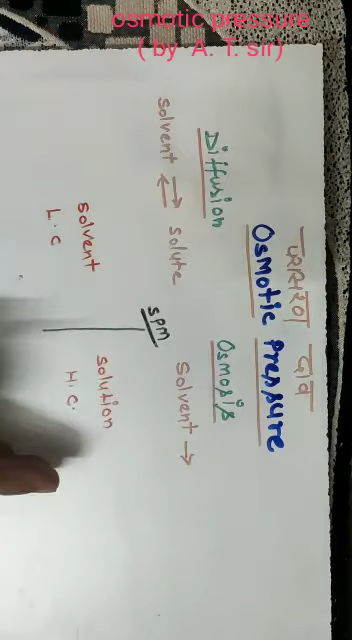 osmotic pressure
( by A. T. sir)
परासरण दाब
Osmotic Pressure
Diffusion Osmosis
solvent ⇌ solute solvent →
SPM
solvent solution
L.C H.C.